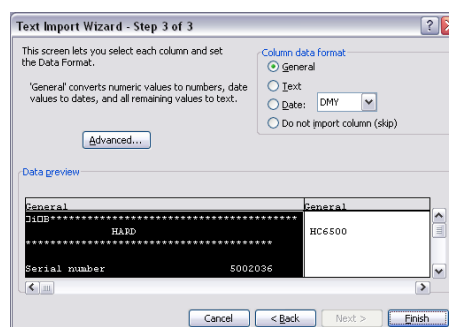 Text Import Wizard - Step 3 of 3
This screen lets you select each column and set
the Data Format.
'General' converts numeric values to numbers, date
values to dates, and all remaining values to text.
Advanced...
Column data format
General
Text
Date: DMY
Do not import column (skip)
Data preview
General General
□i□B****************************************
HARD HC6500
****************************************
Serial number 5002036
Cancel < Back Next > Finish